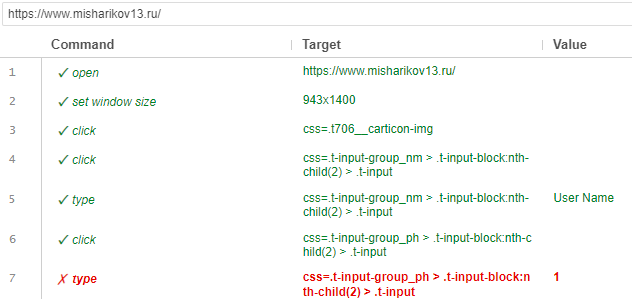 https://www.misharikov13.ru/
Command Target Value
1 ✓ open https://www.misharikov13.ru/
2 ✓ set window size 943x1400
3 ✓ click css=.t706__carticon-img
4 ✓ click css=.t-input-group_nm > .t-input-block:nth-
child(2) > .t-input
5 ✓ type css=.t-input-group_nm > .t-input-block:nth- User Name
child(2) > .t-input
6 ✓ click css=.t-input-group_ph > .t-input-block:nth-c
hild(2) > .t-input
7 ✗ type css=.t-input-group_ph > .t-input-block:n 1
th-child(2) > .t-input